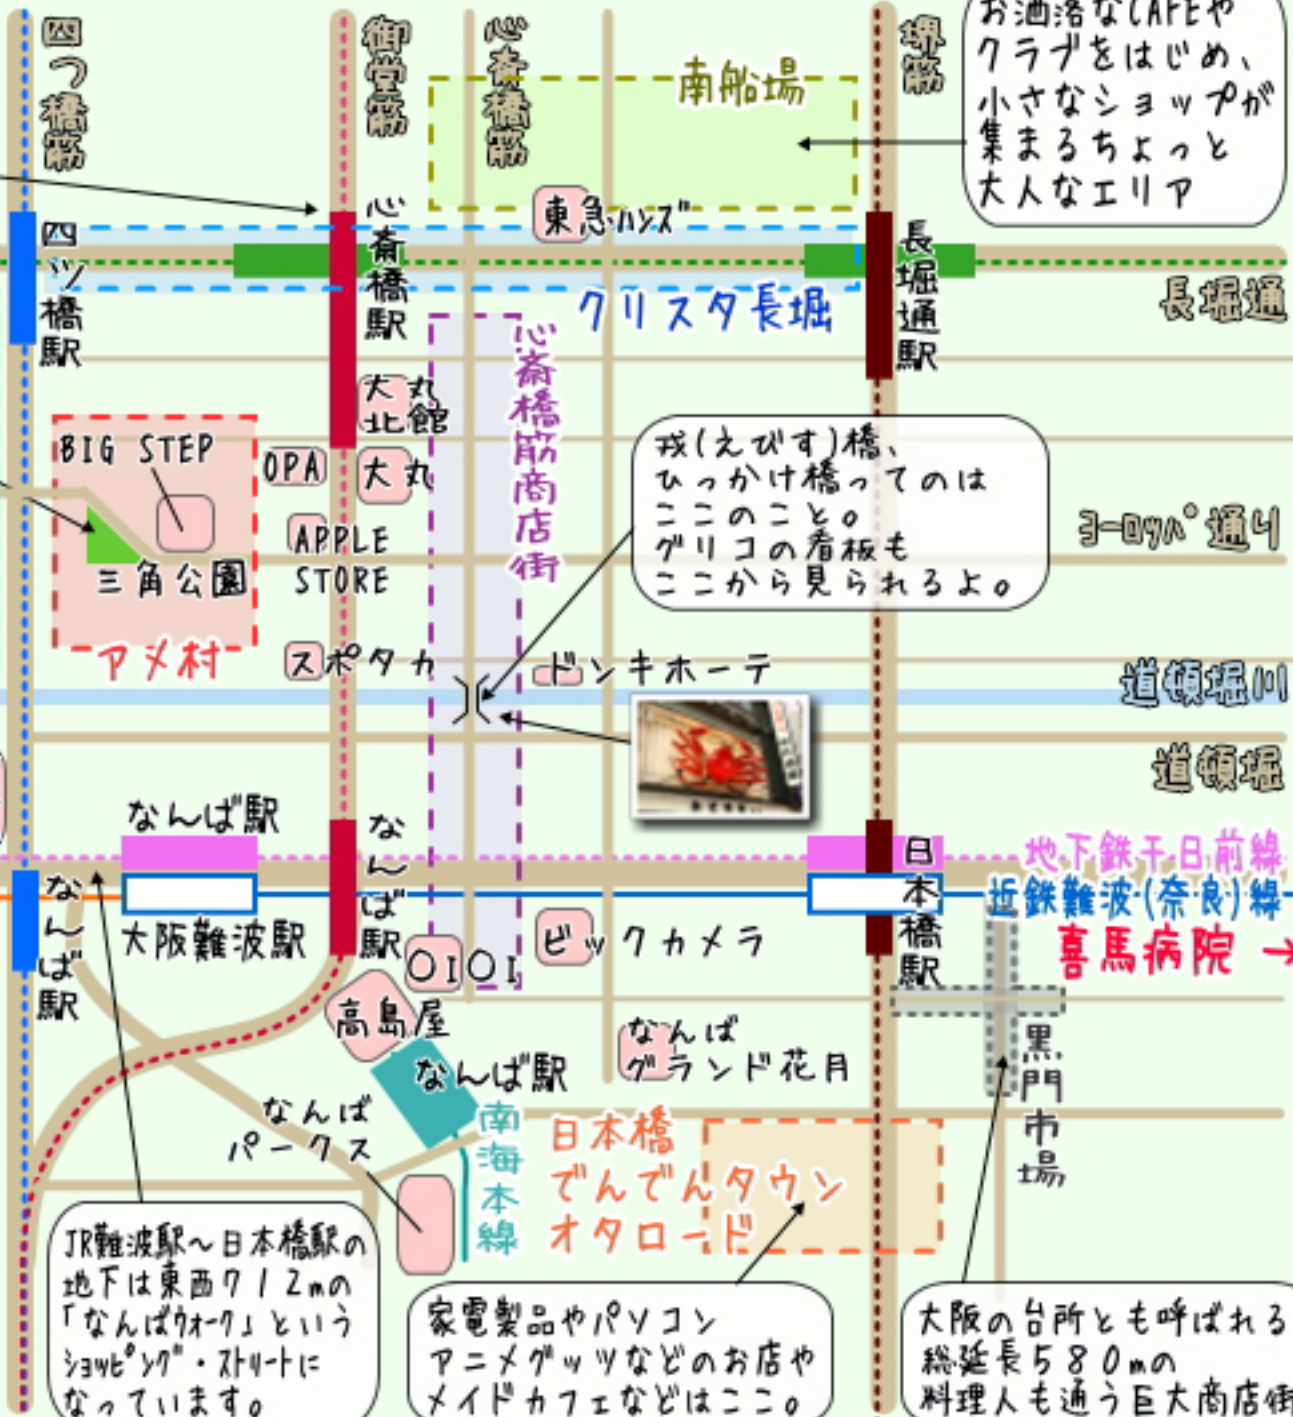 四つ橋筋
御堂筋
心斎橋筋
堺筋
お洒落なCAFEや
クラブをはじめ、
小さなショップが
集まるちょっと
大人なエリア
南船場
東急ハンズ
四ツ橋駅
心斎橋駅
長堀通駅
長堀通
クリスタ長堀
心斎橋筋商店街
大丸
北館
BIG STEP
OPA
大丸
戎(えびす)橋、
ひっかけ橋ってのは
ここのこと。
グリコの看板も
ここから見られるよ。
APPLE
STORE
ヨーロッパ通り
三角公園
アメ村
スポタカ
ドンキホーテ
道頓堀川
道頓堀
なんば駅
なんば駅
日本橋駅
地下鉄千日前線
近鉄難波(奈良)線
喜馬病院 →
なんば駅
大阪難波駅
OIOI
ビックカメラ
高島屋
なんば駅
なんば
グランド花月
黒門市場
なんば
パークス
南海本線
日本橋
でんでんタウン
オタロード
JR難波駅～日本橋駅の
地下は東西712mの
「なんばウォーク」という
ショッピング・ストリートに
なっています。
家電製品やパソコン
アニメグッツなどのお店や
メイドカフェなどはここ。
大阪の台所とも呼ばれる
総延長580mの
料理人も通う巨大商店街